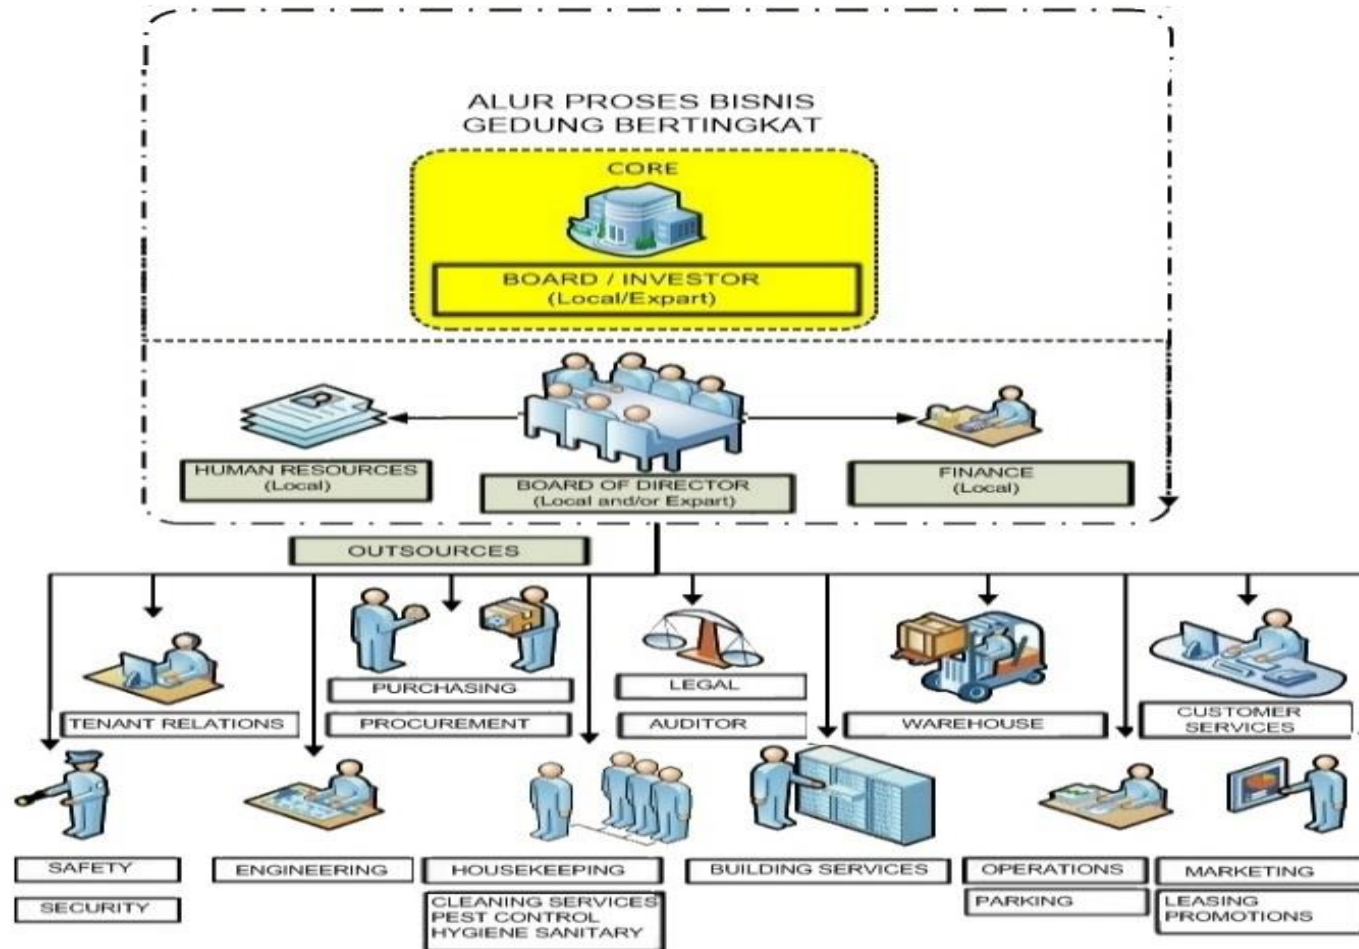 ALUR PROSES BISNIS
GEDUNG BERTINGKAT
CORE
BOARD / INVESTOR
(Local/Expart)
HUMAN RESOURCES
(Local)
BOARD OF DIRECTOR
(Local and/or Expart)
FINANCE
(Local)
OUTSOURCES
TENANT RELATIONS
PURCHASING
PROCUREMENT
LEGAL
AUDITOR
WAREHOUSE
CUSTOMER
SERVICES
SAFETY
SECURITY
ENGINEERING
HOUSEKEEPING
CLEANING SERVICES
PEST CONTROL
HYGIENE SANITARY
BUILDING SERVICES
OPERATIONS
PARKING
MARKETING
LEASING
PROMOTIONS